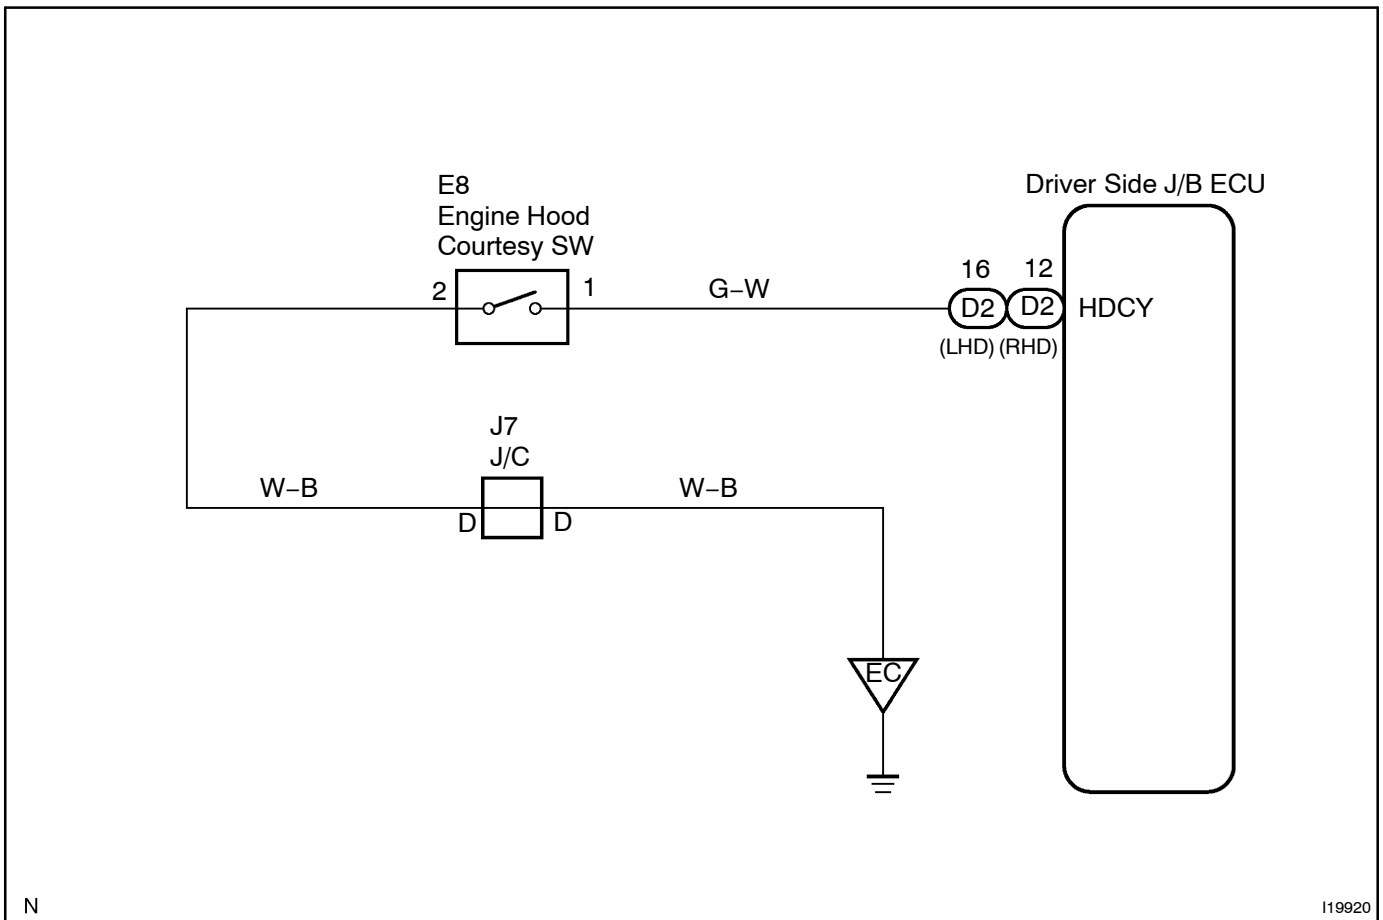 E8
Engine Hood
Courtesy SW
Driver Side J/B ECU
2
1
G−W
16
12
D2
D2
HDCY
(LHD)
(RHD)
J7
J/C
W−B
W−B
D
D
EC
N
I19920